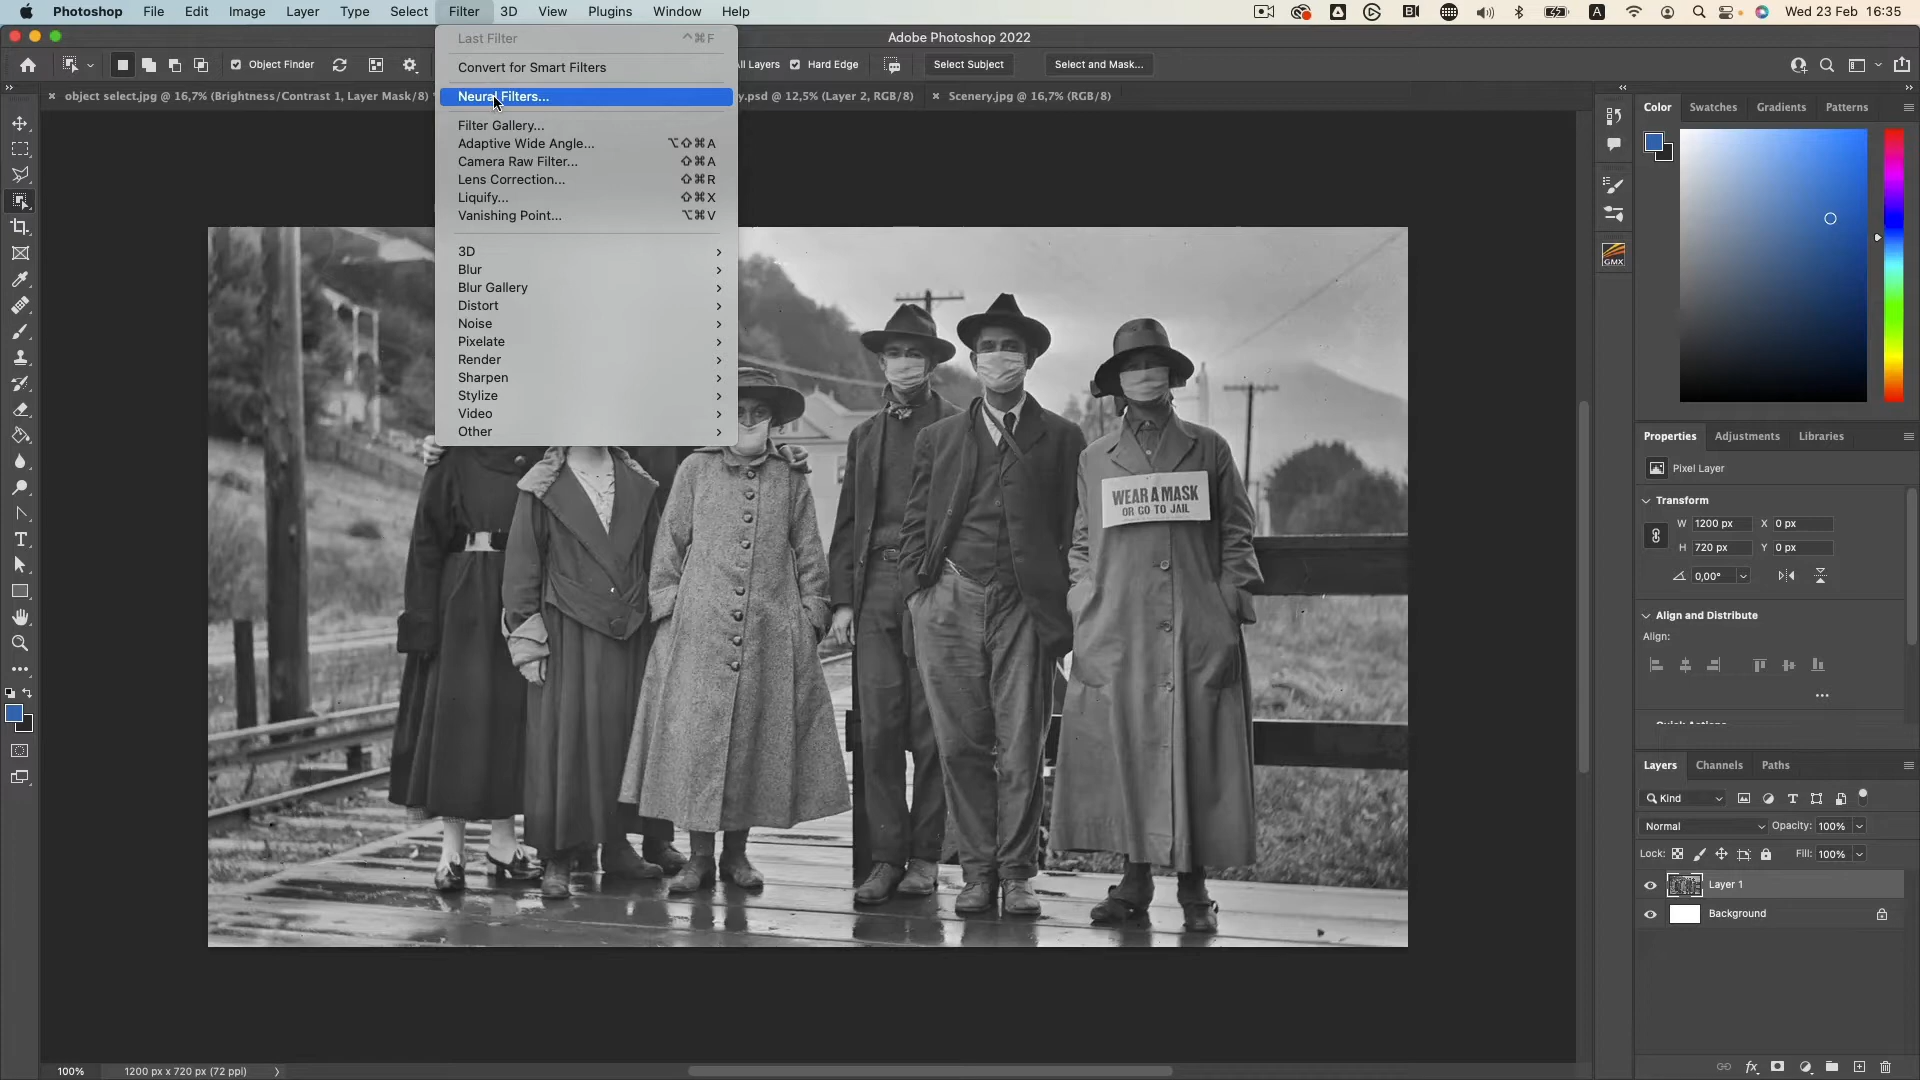 Photoshop File Edit Image Layer Type Select Filter 3D View Plugins Window Help Wed 23 Feb 16:35
Adobe Photoshop 2022
Object Finder All Layers Hard Edge Select Subject Select and Mask...
object select.jpg @ 16,7% (Brightness/Contrast 1, Layer Mask/8) y.psd @ 12,5% (Layer 2, RGB/8) Scenery.jpg @ 16,7% (RGB/8)
Last Filter ^⌘F
Convert for Smart Filters
Neural Filters...
Filter Gallery...
Adaptive Wide Angle... ⌥⇧⌘A
Camera Raw Filter... ⇧⌘A
Lens Correction... ⇧⌘R
Liquify... ⇧⌘X
Vanishing Point... ⌥⌘V
3D
Blur
Blur Gallery
Distort
Noise
Pixelate
Render
Sharpen
Stylize
Video
Other
WEAR A MASK
OR GO TO JAIL
GMX
Color Swatches Gradients Patterns
Properties Adjustments Libraries
Pixel Layer
Transform
W 1200 px X 0 px
H 720 px Y 0 px
0,00°
Align and Distribute
Align:
Quick Actions
Layers Channels Paths
Kind
Normal Opacity: 100%
Lock: Fill: 100%
Layer 1
Background
100% 1200 px x 720 px (72 ppi)